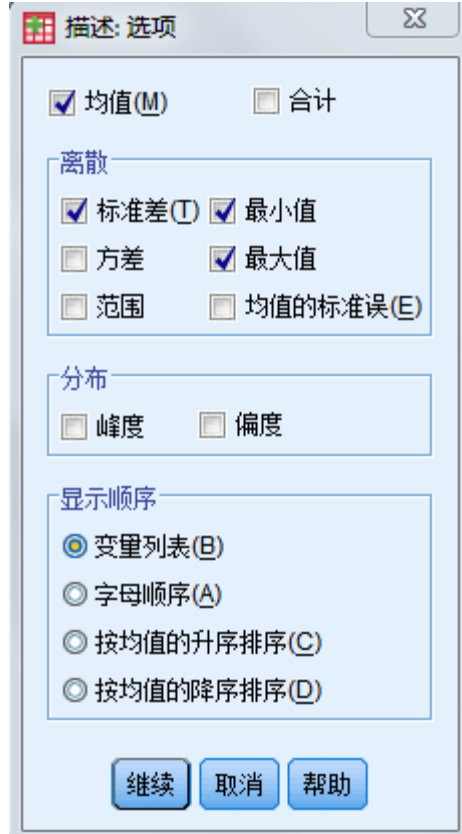 描述: 选项
均值(M) 合计
离散
标准差(T) 最小值
方差 最大值
范围 均值的标准误(E)
分布
峰度 偏度
显示顺序
变量列表(B)
字母顺序(A)
按均值的升序排序(C)
按均值的降序排序(D)
继续 取消 帮助